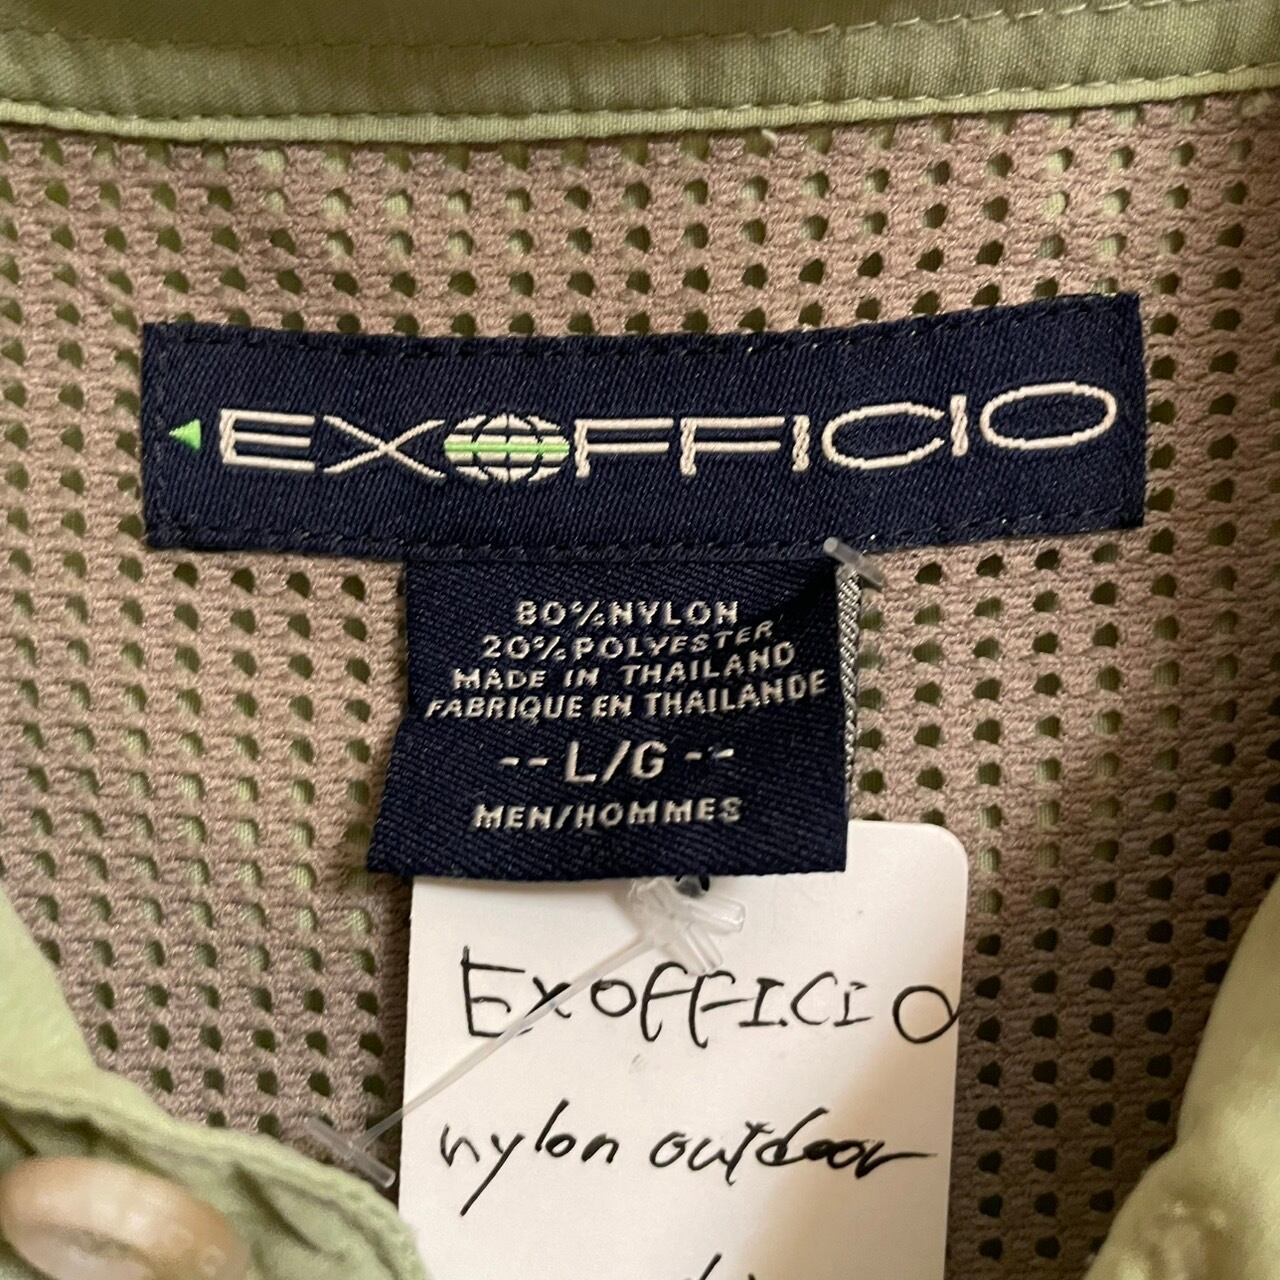 EXOFFICIO
80%NYLON
20%POLYESTER
MADE IN THAILAND
FABRIQUE EN THAILANDE
-- L/G --
MEN/HOMMES
EXOFFICIO
nylon outdoor